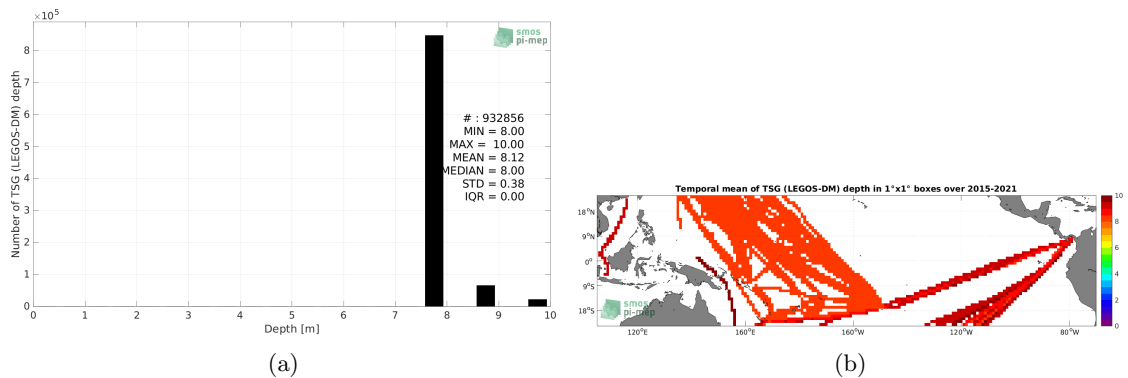 ×10⁵
8
7
6
5
4
3
2
1
0
Number of TSG (LEGOS-DM) depth
smos
pi-mep
# : 932856
MIN = 8.00
MAX = 10.00
MEAN = 8.12
MEDIAN = 8.00
STD = 0.38
IQR = 0.00
0 1 2 3 4 5 6 7 8 9 10
Depth [m]
(a)
Temporal mean of TSG (LEGOS-DM) depth in 1°x1° boxes over 2015-2021
18°N
9°N
0°
9°S
18°S
smos
pi-mep
120°E 160°E 160°W 120°W 80°W
10
8
6
4
2
0
(b)